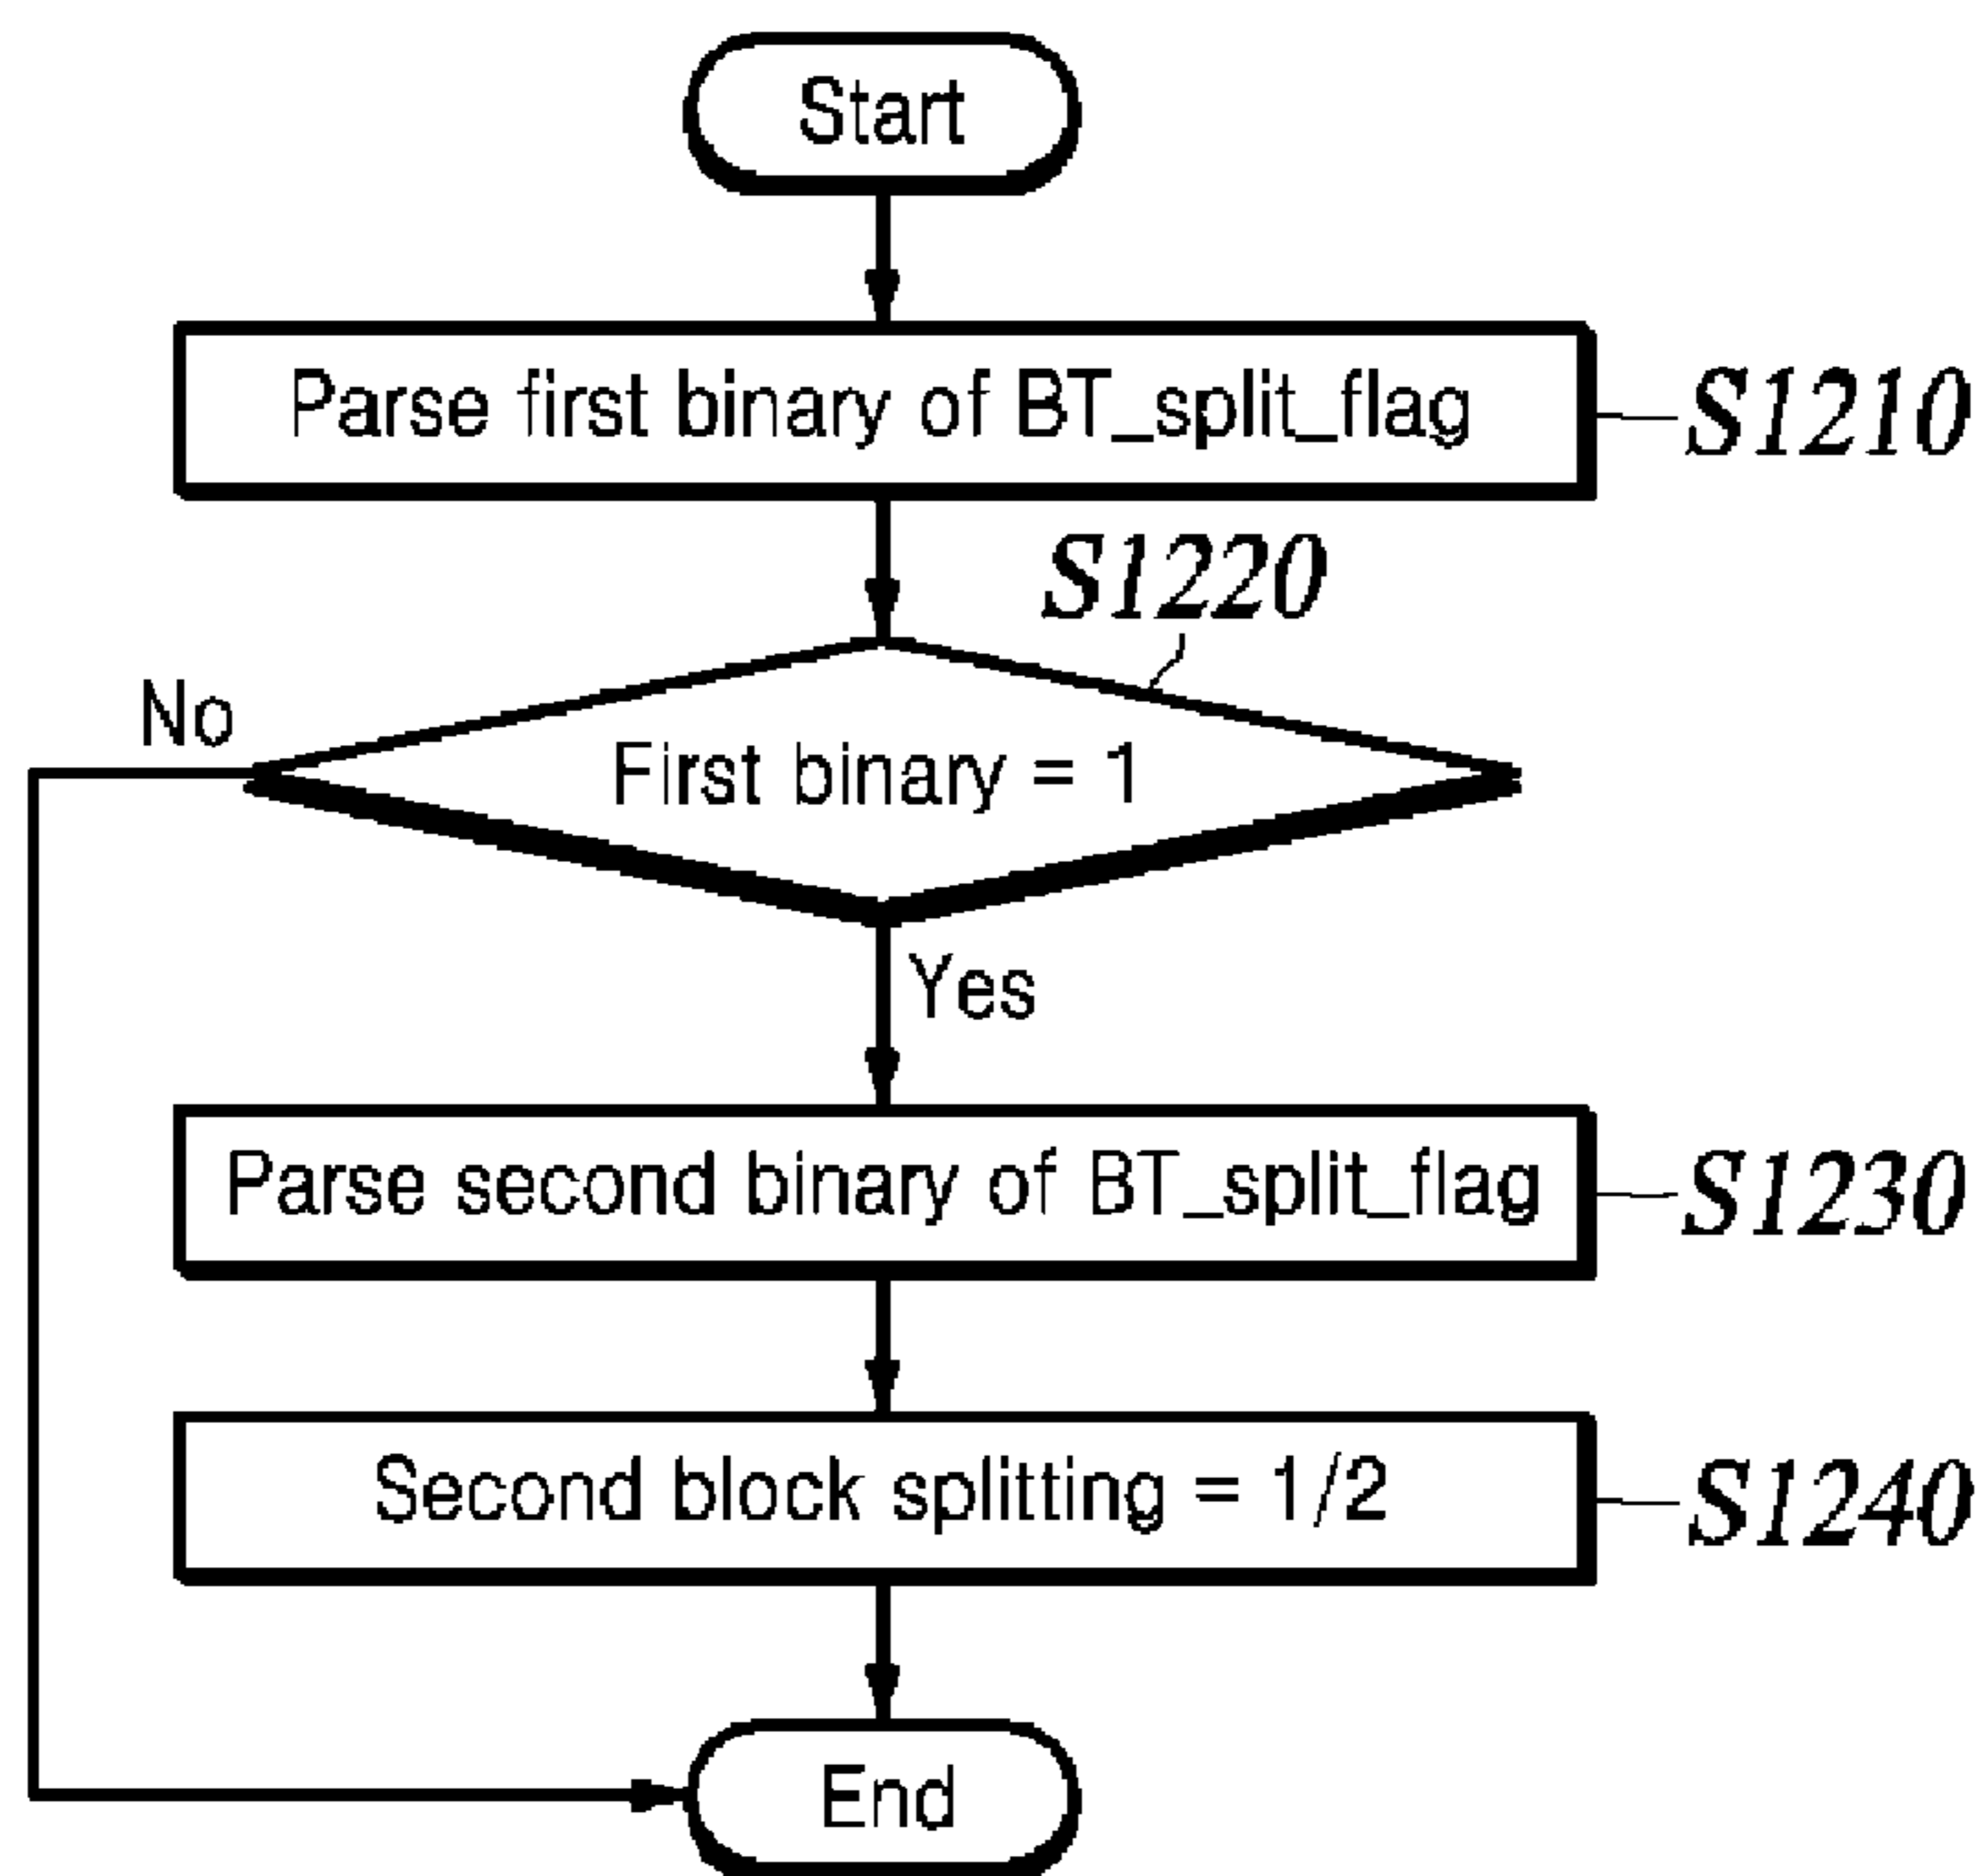 Start
Parse first binary of BT_split_flag
S1210
S1220
No
First binary = 1
Yes
Parse second binary of BT_split_flag
S1230
Second block splitting = 1/2
S1240
End